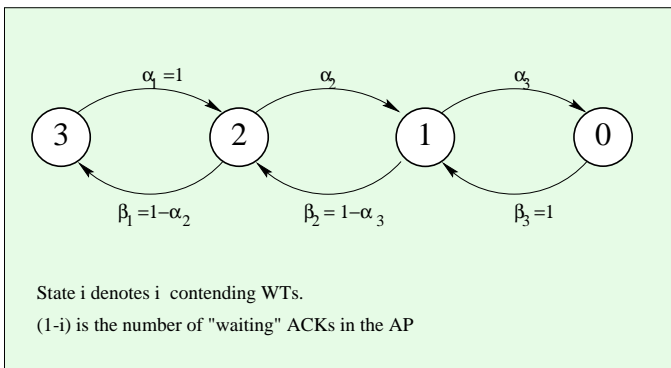 α₁ =1
α₂
α₃
3
2
1
0
β₁ =1−α₂
β₂ = 1−α₃
β₃ =1
State i denotes i contending WTs.
(1-i) is the number of "waiting" ACKs in the AP